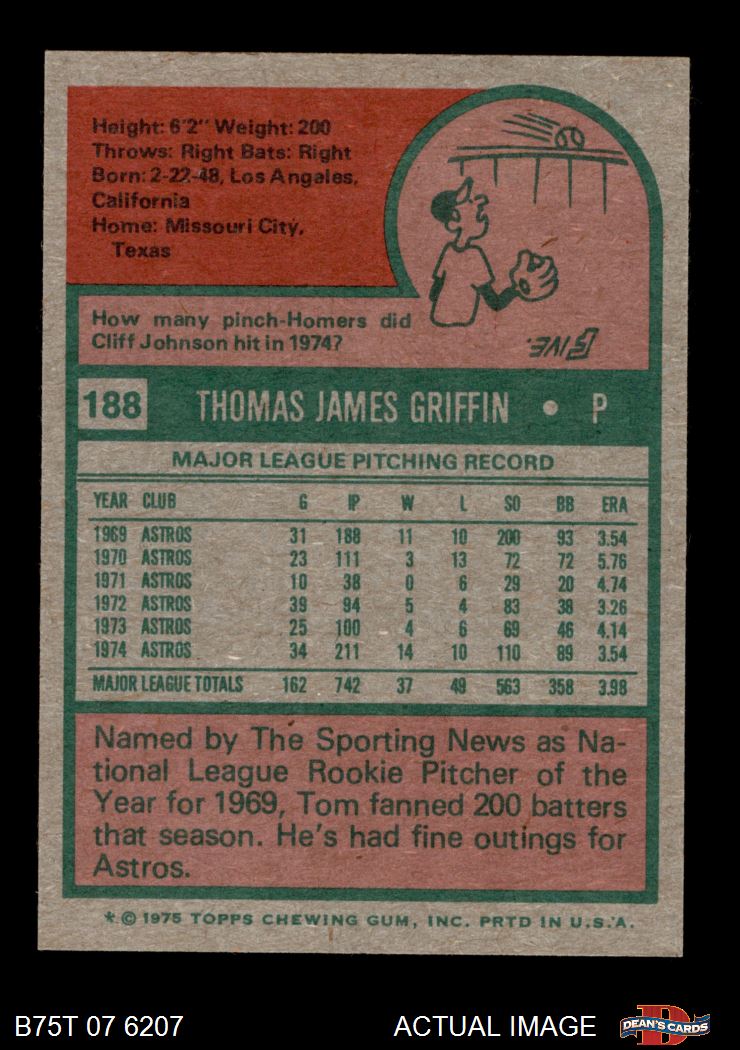 Height: 6'2" Weight: 200
Throws: Right Bats: Right
Born: 2-22-48, Los Angeles,
California
Home: Missouri City,
Texas
How many pinch-Homers did
Cliff Johnson hit in 1974?
FIVE.
188 THOMAS JAMES GRIFFIN • P
MAJOR LEAGUE PITCHING RECORD
YEAR CLUB G IP W L SO BB ERA
1969 ASTROS 31 188 11 10 200 93 3.54
1970 ASTROS 23 111 3 13 72 72 5.76
1971 ASTROS 10 38 0 6 29 20 4.74
1972 ASTROS 39 94 5 4 83 38 3.26
1973 ASTROS 25 100 4 6 69 46 4.14
1974 ASTROS 34 211 14 10 110 89 3.54
MAJOR LEAGUE TOTALS 162 742 37 49 563 358 3.98
Named by The Sporting News as Na-
tional League Rookie Pitcher of the
Year for 1969, Tom fanned 200 batters
that season. He's had fine outings for
Astros.
* © 1975 TOPPS CHEWING GUM, INC. PRTD IN U.S.A.
B75T 07 6207 ACTUAL IMAGE
D
DEAN'S CARDS